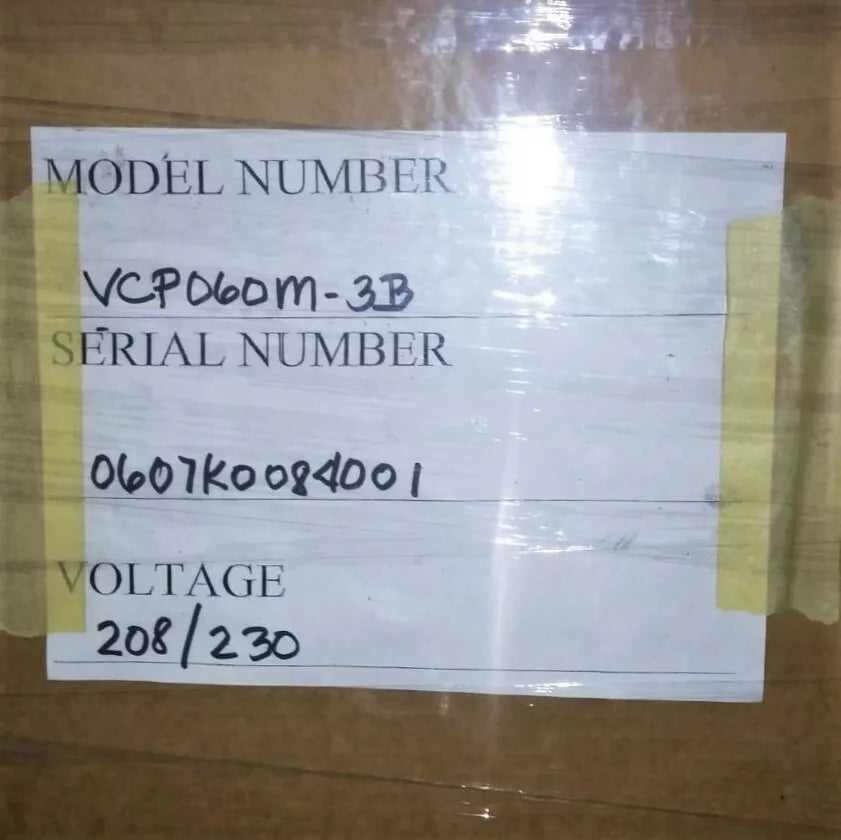 MODEL NUMBER
VCP060M-3B
SERIAL NUMBER
0607K0084001
VOLTAGE
208/230